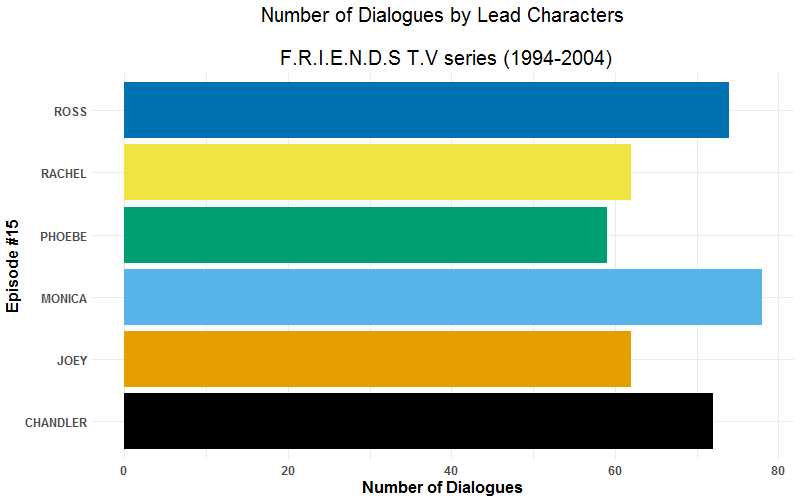 Number of Dialogues by Lead Characters
F.R.I.E.N.D.S T.V series (1994-2004)
Episode #15
ROSS
RACHEL
PHOEBE
MONICA
JOEY
CHANDLER
0 20 40 60 80
Number of Dialogues